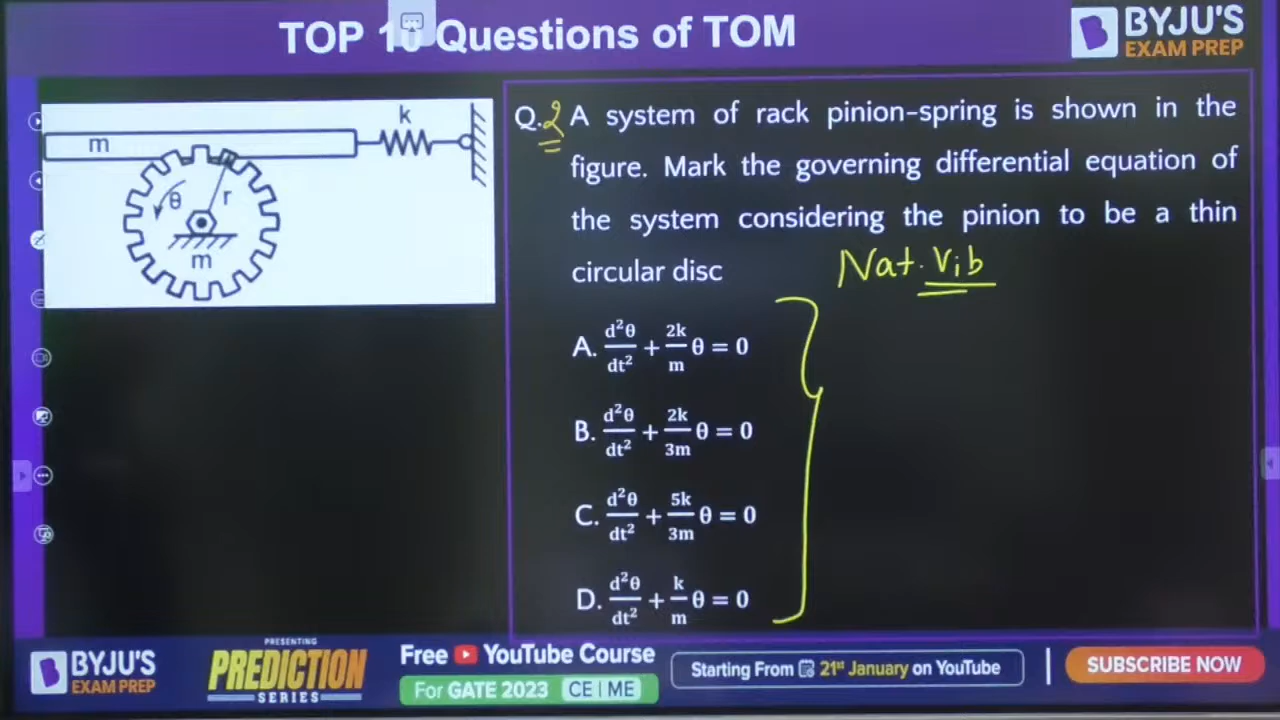 TOP 10 Questions of TOM
BYJU'S
EXAM PREP
m
k
θ
r
m
Q.2 A system of rack pinion-spring is shown in the
figure. Mark the governing differential equation of
the system considering the pinion to be a thin
circular disc
Nat. Vib
A. d²θ/dt² + 2k/m θ = 0
B. d²θ/dt² + 2k/3m θ = 0
C. d²θ/dt² + 5k/3m θ = 0
D. d²θ/dt² + k/m θ = 0
BYJU'S
EXAM PREP
PRESENTING
PREDICTION
SERIES
Free YouTube Course
For GATE 2023 CE | ME
Starting From 21st January on YouTube
SUBSCRIBE NOW